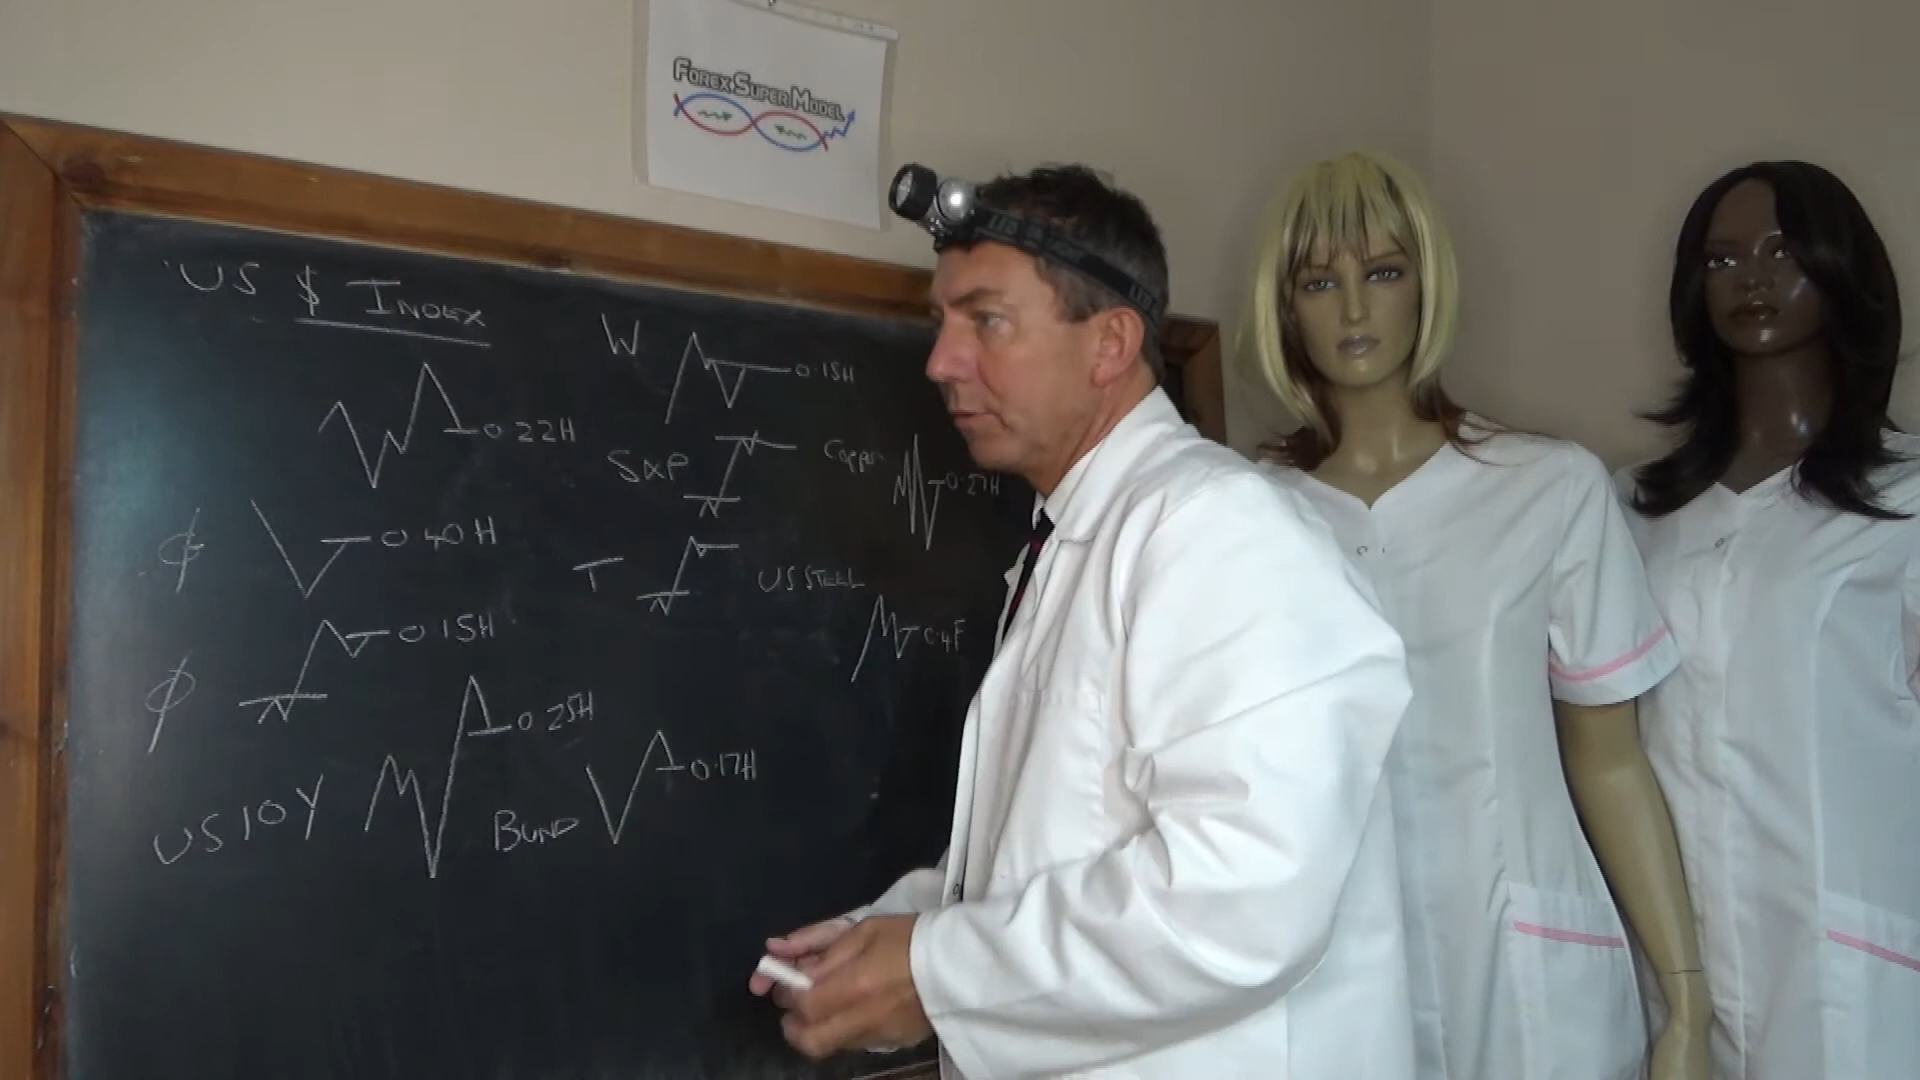 FOREX SUPER MODEL
US $ INDEX
0.22H
0.40H
0.15H
US 10Y
0.25H
BUND
0.17H
W
0.15H
S&P
COPPER
0.27H
T
US STEEL
0.4F
LED